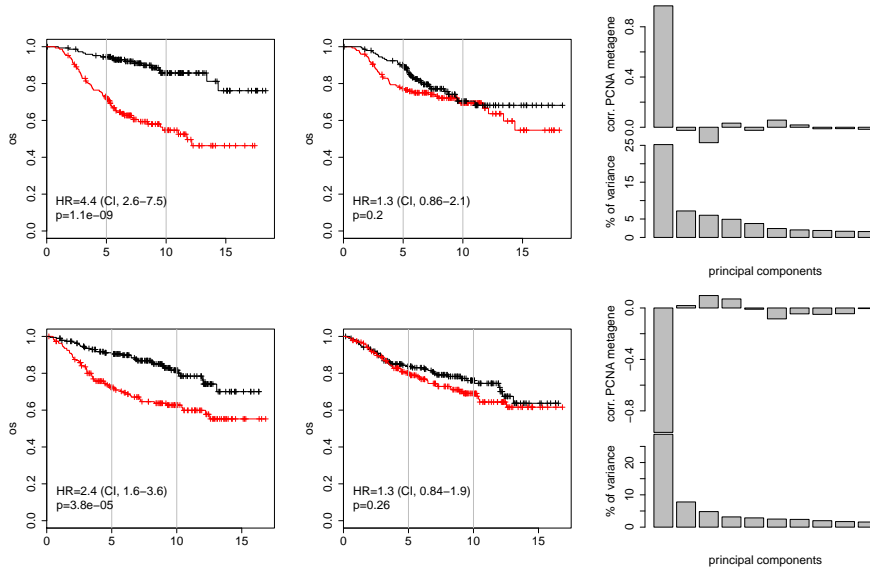 os
0.0 0.2 0.4 0.6 0.8 1.0
0 5 10 15
HR=4.4 (CI, 2.6−7.5)
p=1.1e−09
0.0 0.2 0.4 0.6 0.8 1.0
0 5 10 15
HR=1.3 (CI, 0.86−2.1)
p=0.2
corr. PCNA metagene
0.0 0.4 0.8
% of variance
0 5 15 25
principal components
os
0.0 0.2 0.4 0.6 0.8 1.0
0 5 10 15
HR=2.4 (CI, 1.6−3.6)
p=3.8e−05
os
0.0 0.2 0.4 0.6 0.8 1.0
0 5 10 15
HR=1.3 (CI, 0.84−1.9)
p=0.26
corr. PCNA metagene
−0.8 −0.4 0.0
% of variance
0 10 20
principal components